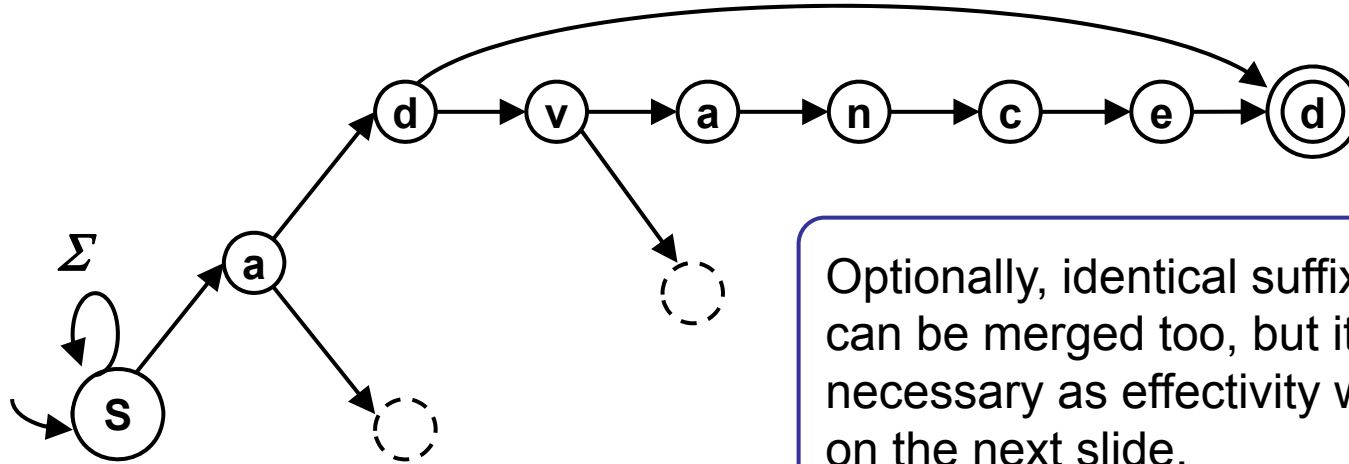 d v a n c e d
Σ
a
S
Optionally, identical suffix
can be merged too, but it
necessary as effectivity w
on the next slide.